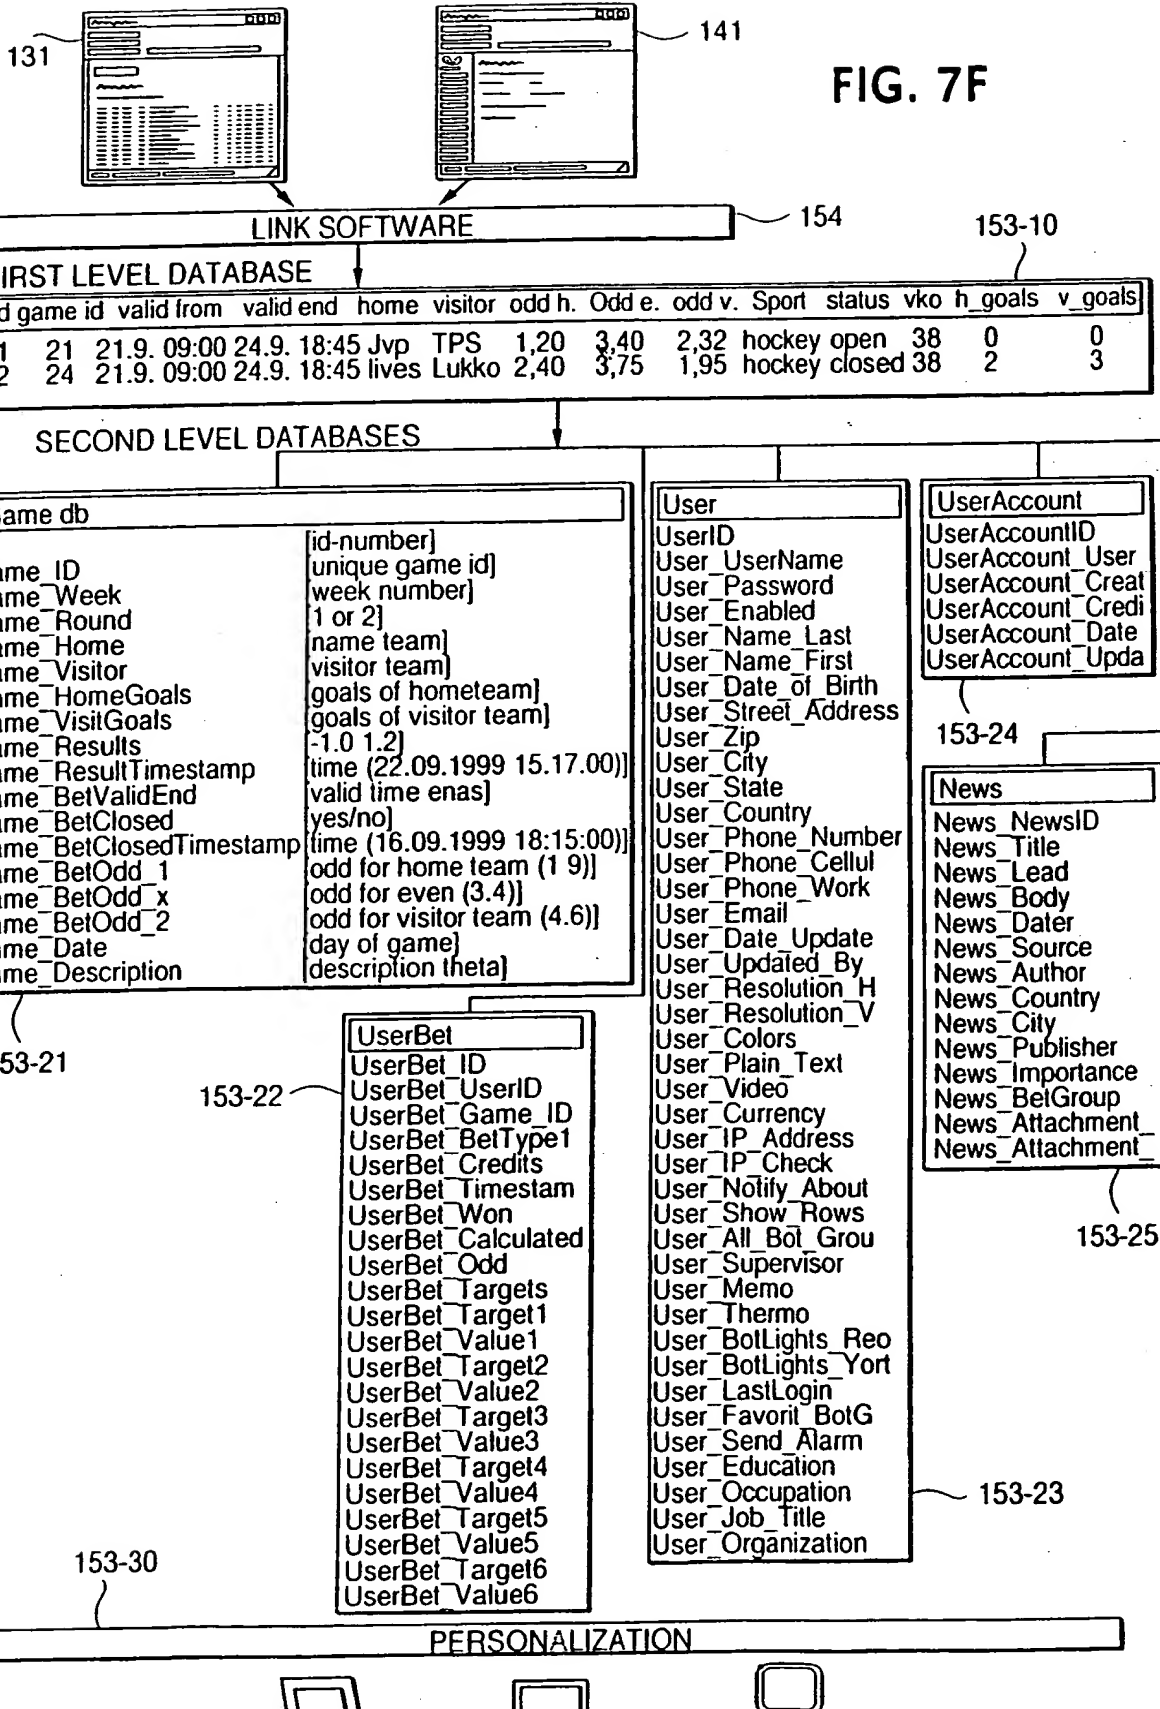 131
141
FIG. 7F
LINK SOFTWARE
154
153-10
IRST LEVEL DATABASE
d game id valid from valid end home visitor odd h. Odd e. odd v. Sport status vko h_goals v_goals
1 21 21.9. 09:00 24.9. 18:45 Jvp TPS 1,20 3,40 2,32 hockey open 38 0 0
2 24 21.9. 09:00 24.9. 18:45 Ilves Lukko 2,40 3,75 1,95 hockey closed 38 2 3
SECOND LEVEL DATABASES
ame db
[id-number]
ame_ID [unique game id]
ame_Week [week number]
ame_Round [1 or 2]
ame_Home [name team]
ame_Visitor [visitor team]
ame_HomeGoals [goals of hometeam]
ame_VisitGoals [goals of visitor team]
ame_Results [-1.0 1.2]
ame_ResultTimestamp [time (22.09.1999 15.17.00)]
ame_BetValidEnd [valid time enas]
ame_BetClosed [yes/no]
ame_BetClosedTimestamp [time (16.09.1999 18:15:00)]
ame_BetOdd_1 [odd for home team (1 9)]
ame_BetOdd_x [odd for even (3.4)]
ame_BetOdd_2 [odd for visitor team (4.6)]
ame_Date [day of game]
ame_Description [description theta]
53-21
UserBet
UserBet_ID
UserBet_UserID
UserBet_Game_ID
UserBet_BetType1
UserBet_Credits
UserBet_Timestam
UserBet_Won
UserBet_Calculated
UserBet_Odd
UserBet_Targets
UserBet_Target1
UserBet_Value1
UserBet_Target2
UserBet_Value2
UserBet_Target3
UserBet_Value3
UserBet_Target4
UserBet_Value4
UserBet_Target5
UserBet_Value5
UserBet_Target6
UserBet_Value6
153-22
User
UserID
User_UserName
User_Password
User_Enabled
User_Name_Last
User_Name_First
User_Date_of_Birth
User_Street_Address
User_Zip
User_City
User_State
User_Country
User_Phone_Number
User_Phone_Cellul
User_Phone_Work
User_Email
User_Date_Update
User_Updated_By
User_Resolution_H
User_Resolution_V
User_Colors
User_Plain_Text
User_Video
User_Currency
User_IP_Address
User_IP_Check
User_Notify_About
User_Show_Rows
User_All_Bot_Grou
User_Supervisor
User_Memo
User_Thermo
User_BotLights_Reo
User_BotLights_Yort
User_LastLogin
User_Favorit_BotG
User_Send_Alarm
User_Education
User_Occupation
User_Job_Title
User_Organization
153-23
UserAccount
UserAccountID
UserAccount_User
UserAccount_Creat
UserAccount_Credi
UserAccount_Date
UserAccount_Upda
153-24
News
News_NewsID
News_Title
News_Lead
News_Body
News_Dater
News_Source
News_Author
News_Country
News_City
News_Publisher
News_Importance
News_BetGroup
News_Attachment_
News_Attachment_
153-25
153-30
PERSONALIZATION